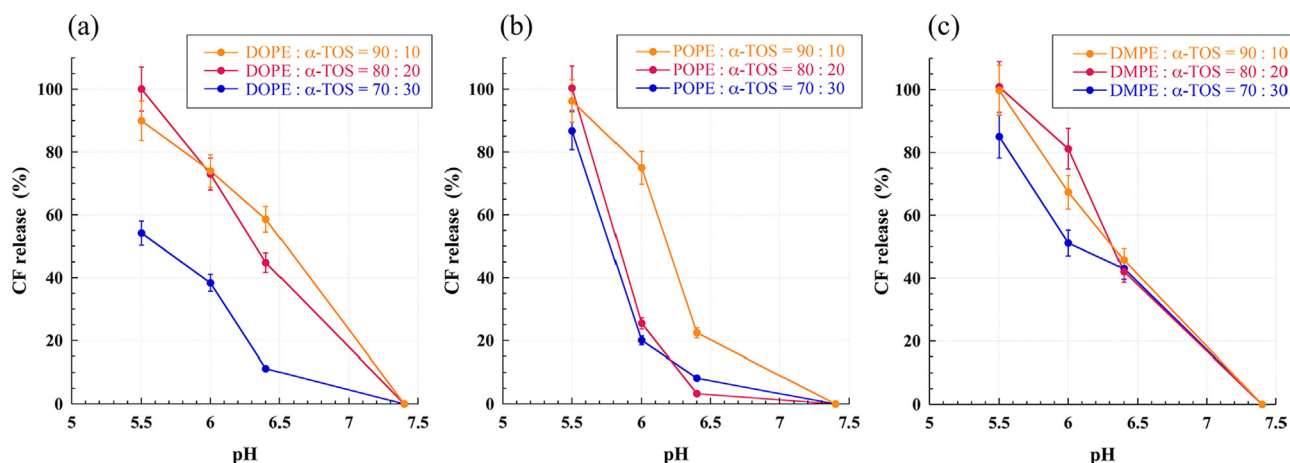 (a)
DOPE : α-TOS = 90 : 10
DOPE : α-TOS = 80 : 20
DOPE : α-TOS = 70 : 30
CF release (%)
100
80
60
40
20
0
5
5.5
6
6.5
7
7.5
pH
(b)
POPE : α-TOS = 90 : 10
POPE : α-TOS = 80 : 20
POPE : α-TOS = 70 : 30
CF release (%)
100
80
60
40
20
0
5
5.5
6
6.5
7
7.5
pH
(c)
DMPE : α-TOS = 90 : 10
DMPE : α-TOS = 80 : 20
DMPE : α-TOS = 70 : 30
CF release (%)
100
80
60
40
20
0
5
5.5
6
6.5
7
7.5
pH